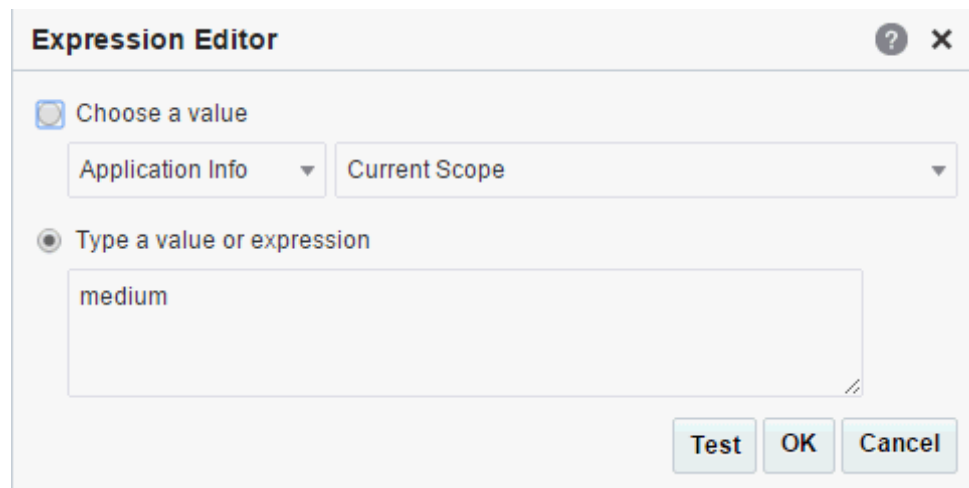 Expression Editor
Choose a value
Application Info Current Scope
Type a value or expression
medium
Test OK Cancel